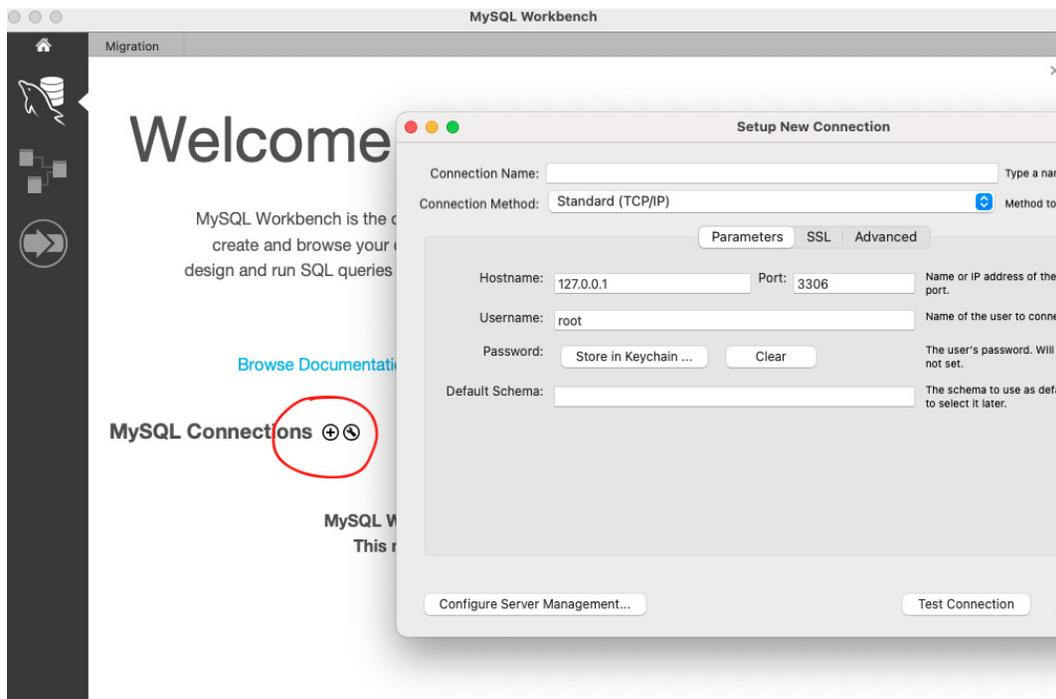 MySQL Workbench
Migration
Welcome
MySQL Workbench is the
create and browse your
design and run SQL queries
Browse
MySQL Connections
MySQL
This
Setup New Connection
Connection Name:
Type a
Connection Method: Standard (TCP/IP)
Method to
Parameters SSL Advanced
Hostname: 127.0.0.1 Port: 3306
Name or IP address of the
port.
Username: root
Name of the user to
Password: Store in Keychain ... Clear
The user's password. Will
not set.
Default Schema:
The schema to use as
to select it later.
Configure Server Management...
Test Connection